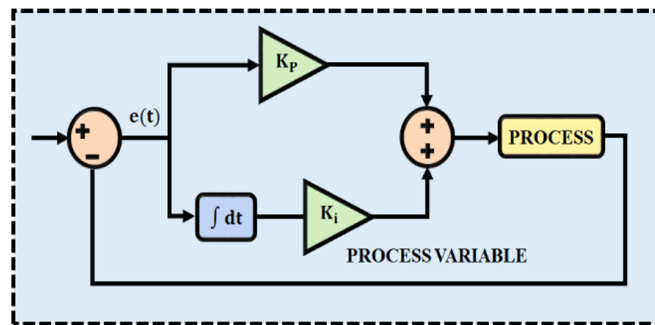 K_P
e(t)
+
−
+
+
PROCESS
∫ dt
K_i
PROCESS VARIABLE